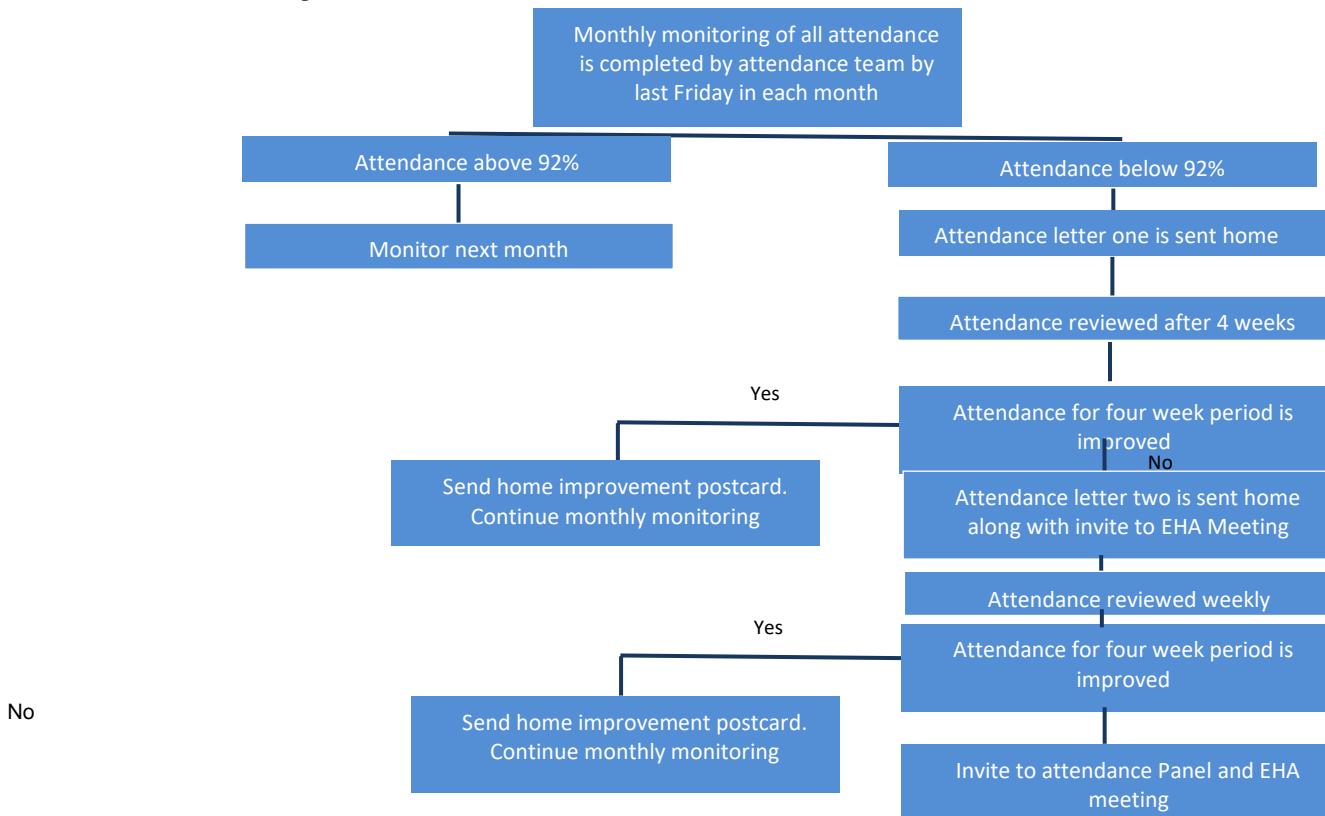 Monthly monitoring of all attendance
is completed by attendance team by
last Friday in each month
Attendance above 92%
Attendance below 92%
Monitor next month
Attendance letter one is sent home
Attendance reviewed after 4 weeks
Yes
Attendance for four week period is
improved
No
Send home improvement postcard.
Continue monthly monitoring
Attendance letter two is sent home
along with invite to EHA Meeting
Attendance reviewed weekly
Yes
Attendance for four week period is
improved
No
Send home improvement postcard.
Continue monthly monitoring
Invite to attendance Panel and EHA
meeting